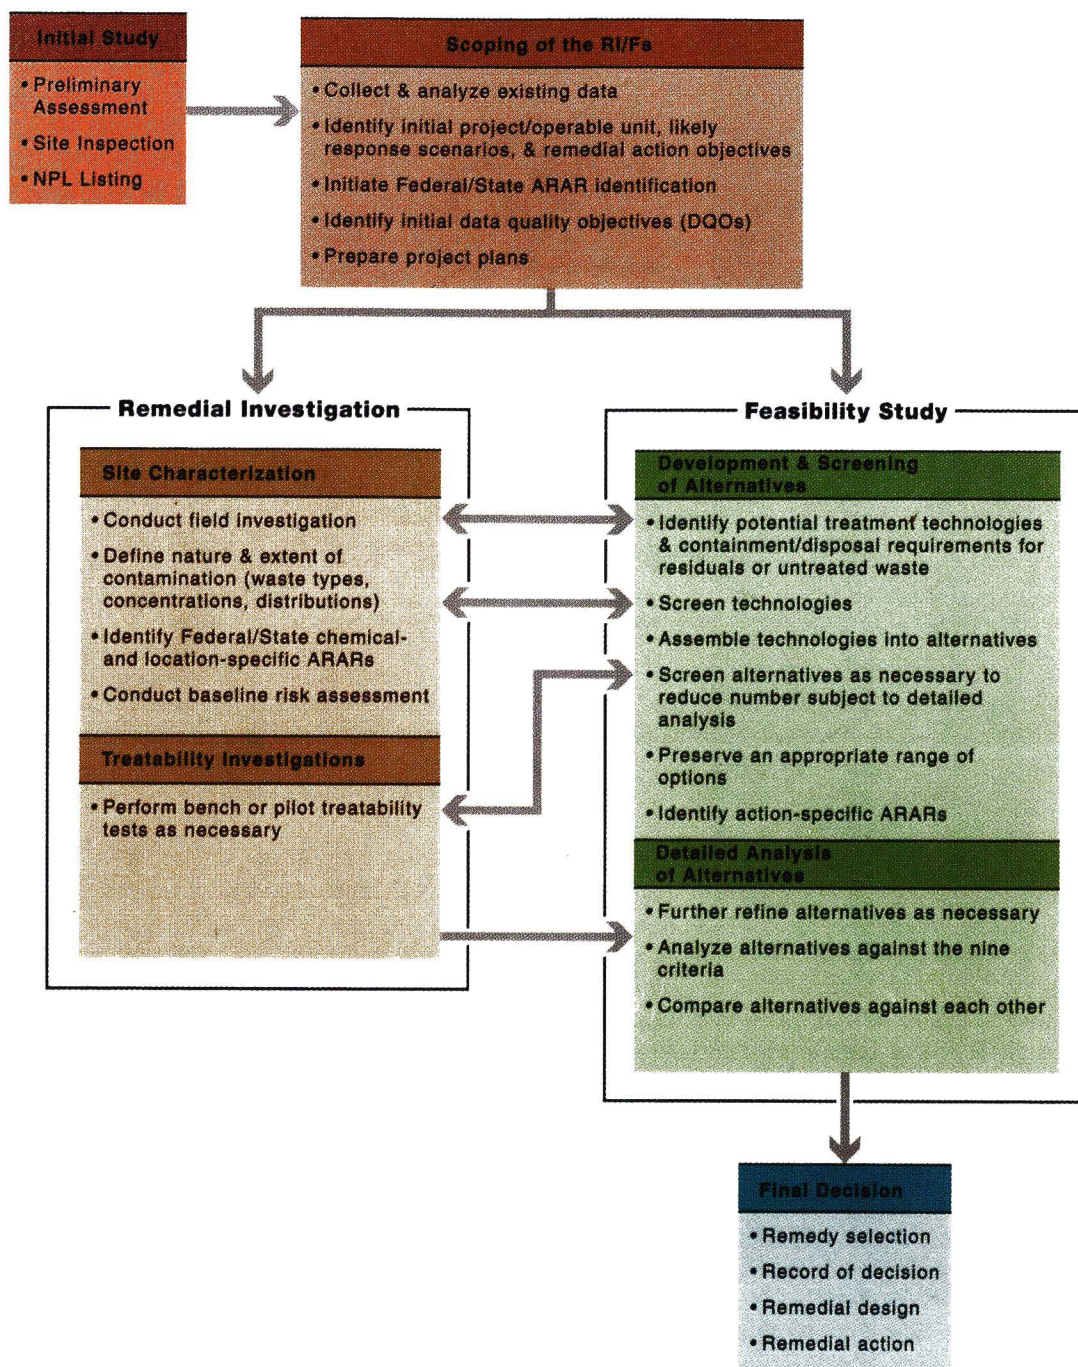 Initial Study
• Preliminary
Assessment
• Site Inspection
• NPL Listing
Scoping of the RI/Fs
• Collect & analyze existing data
• Identify initial project/operable unit, likely
response scenarios, & remedial action objectives
• Initiate Federal/State ARAR identification
• Identify initial data quality objectives (DQOs)
• Prepare project plans
Remedial Investigation
Site Characterization
• Conduct field investigation
• Define nature & extent of
contamination (waste types,
concentrations, distributions)
• Identify Federal/State chemical-
and location-specific ARARs
• Conduct baseline risk assessment
Treatability Investigations
• Perform bench or pilot treatability
tests as necessary
Feasibility Study
Development & Screening
of Alternatives
• Identify potential treatment technologies
& containment/disposal requirements for
residuals or untreated waste
• Screen technologies
• Assemble technologies into alternatives
• Screen alternatives as necessary to
reduce number subject to detailed
analysis
• Preserve an appropriate range of
options
• Identify action-specific ARARs
Detailed Analysis
of Alternatives
• Further refine alternatives as necessary
• Analyze alternatives against the nine
criteria
• Compare alternatives against each other
Final Decision
• Remedy selection
• Record of decision
• Remedial design
• Remedial action